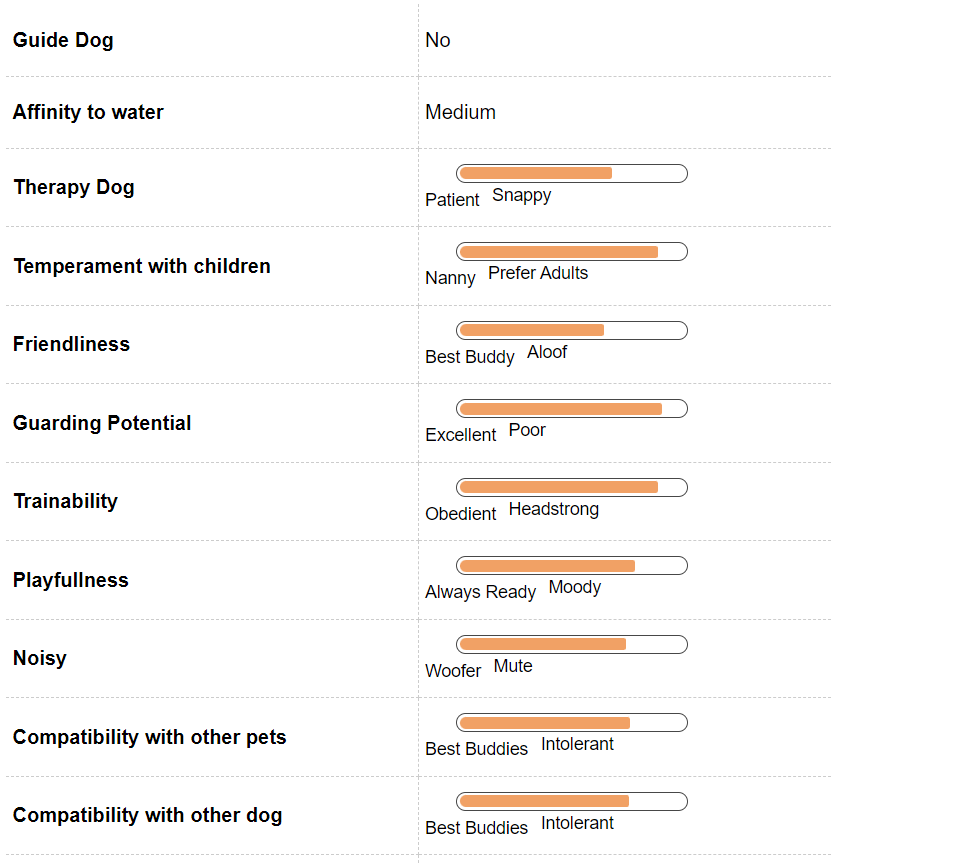 Guide Dog No
Affinity to water Medium
Therapy Dog Patient Snappy
Temperament with children Nanny Prefer Adults
Friendliness Best Buddy Aloof
Guarding Potential Excellent Poor
Trainability Obedient Headstrong
Playfullness Always Ready Moody
Noisy Woofer Mute
Compatibility with other pets Best Buddies Intolerant
Compatibility with other dog Best Buddies Intolerant